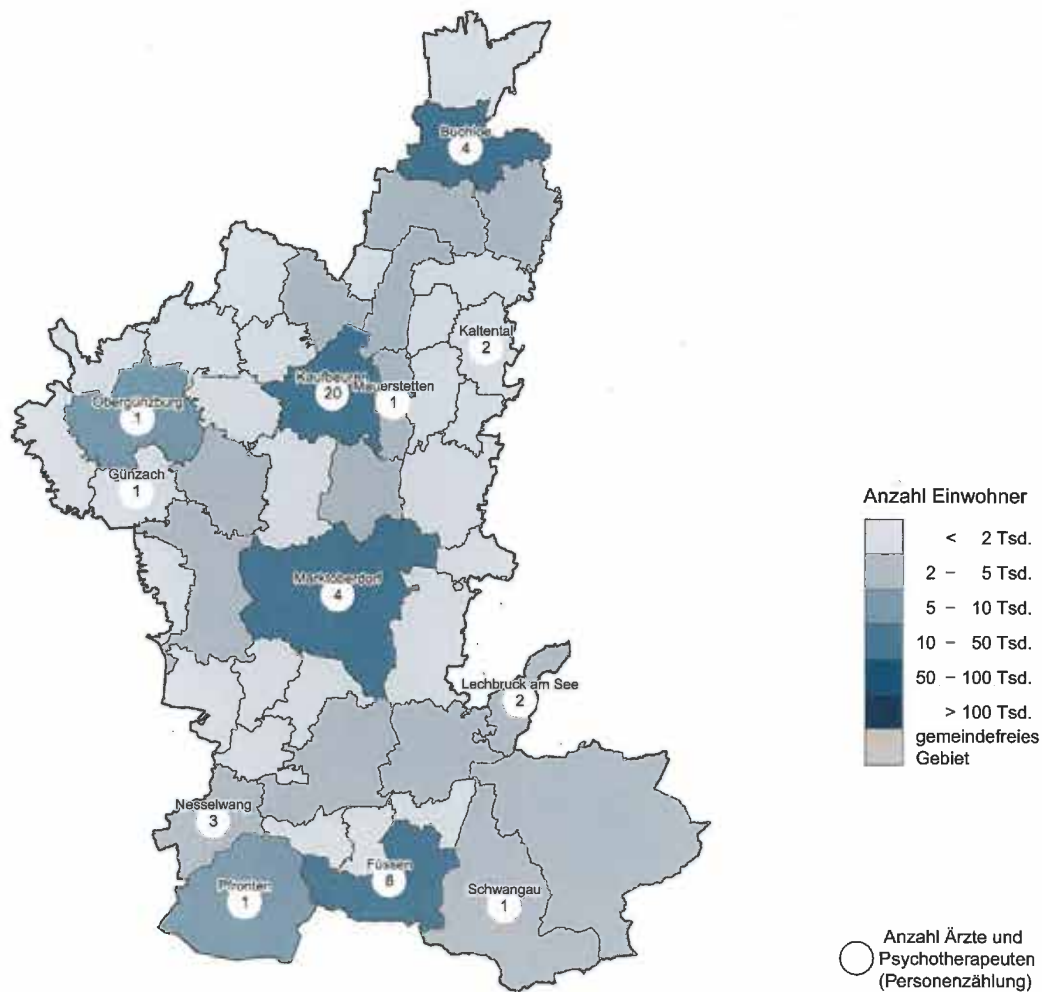 Buchloe
4
Kaltental
2
Kaufbeuren
20
Mauerstetten
1
Obergünzburg
1
Günzach
1
Marktoberdorf
4
Lechbruck am See
2
Nesselwang
3
Füssen
8
Pfronten
1
Schwangau
1
Anzahl Einwohner
< 2 Tsd.
2 – 5 Tsd.
5 – 10 Tsd.
10 – 50 Tsd.
50 – 100 Tsd.
> 100 Tsd.
gemeindefreies
Gebiet
Anzahl Ärzte und
Psychotherapeuten
(Personenzählung)